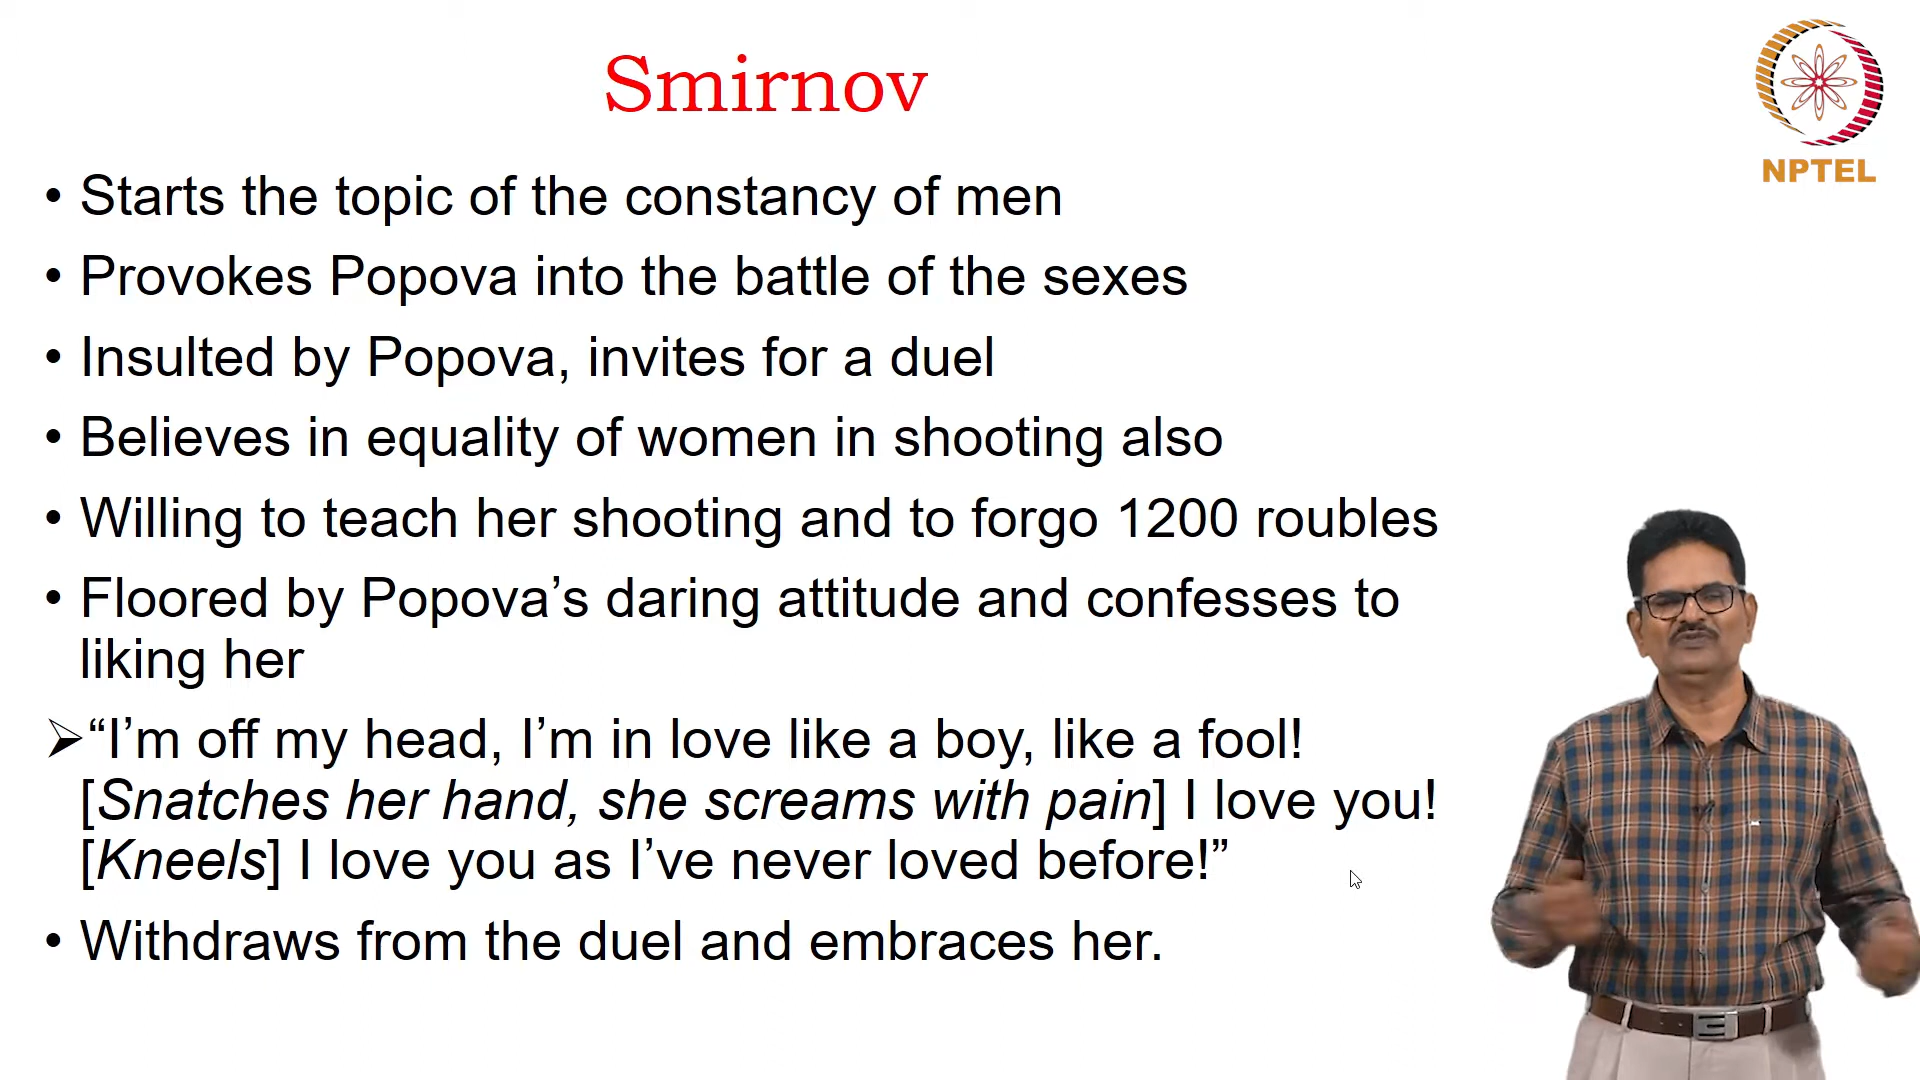 Smirnov
NPTEL
• Starts the topic of the constancy of men
• Provokes Popova into the battle of the sexes
• Insulted by Popova, invites for a duel
• Believes in equality of women in shooting also
• Willing to teach her shooting and to forgo 1200 roubles
• Floored by Popova’s daring attitude and confesses to
liking her
➢“I’m off my head, I’m in love like a boy, like a fool!
[Snatches her hand, she screams with pain] I love you!
[Kneels] I love you as I’ve never loved before!”
• Withdraws from the duel and embraces her.